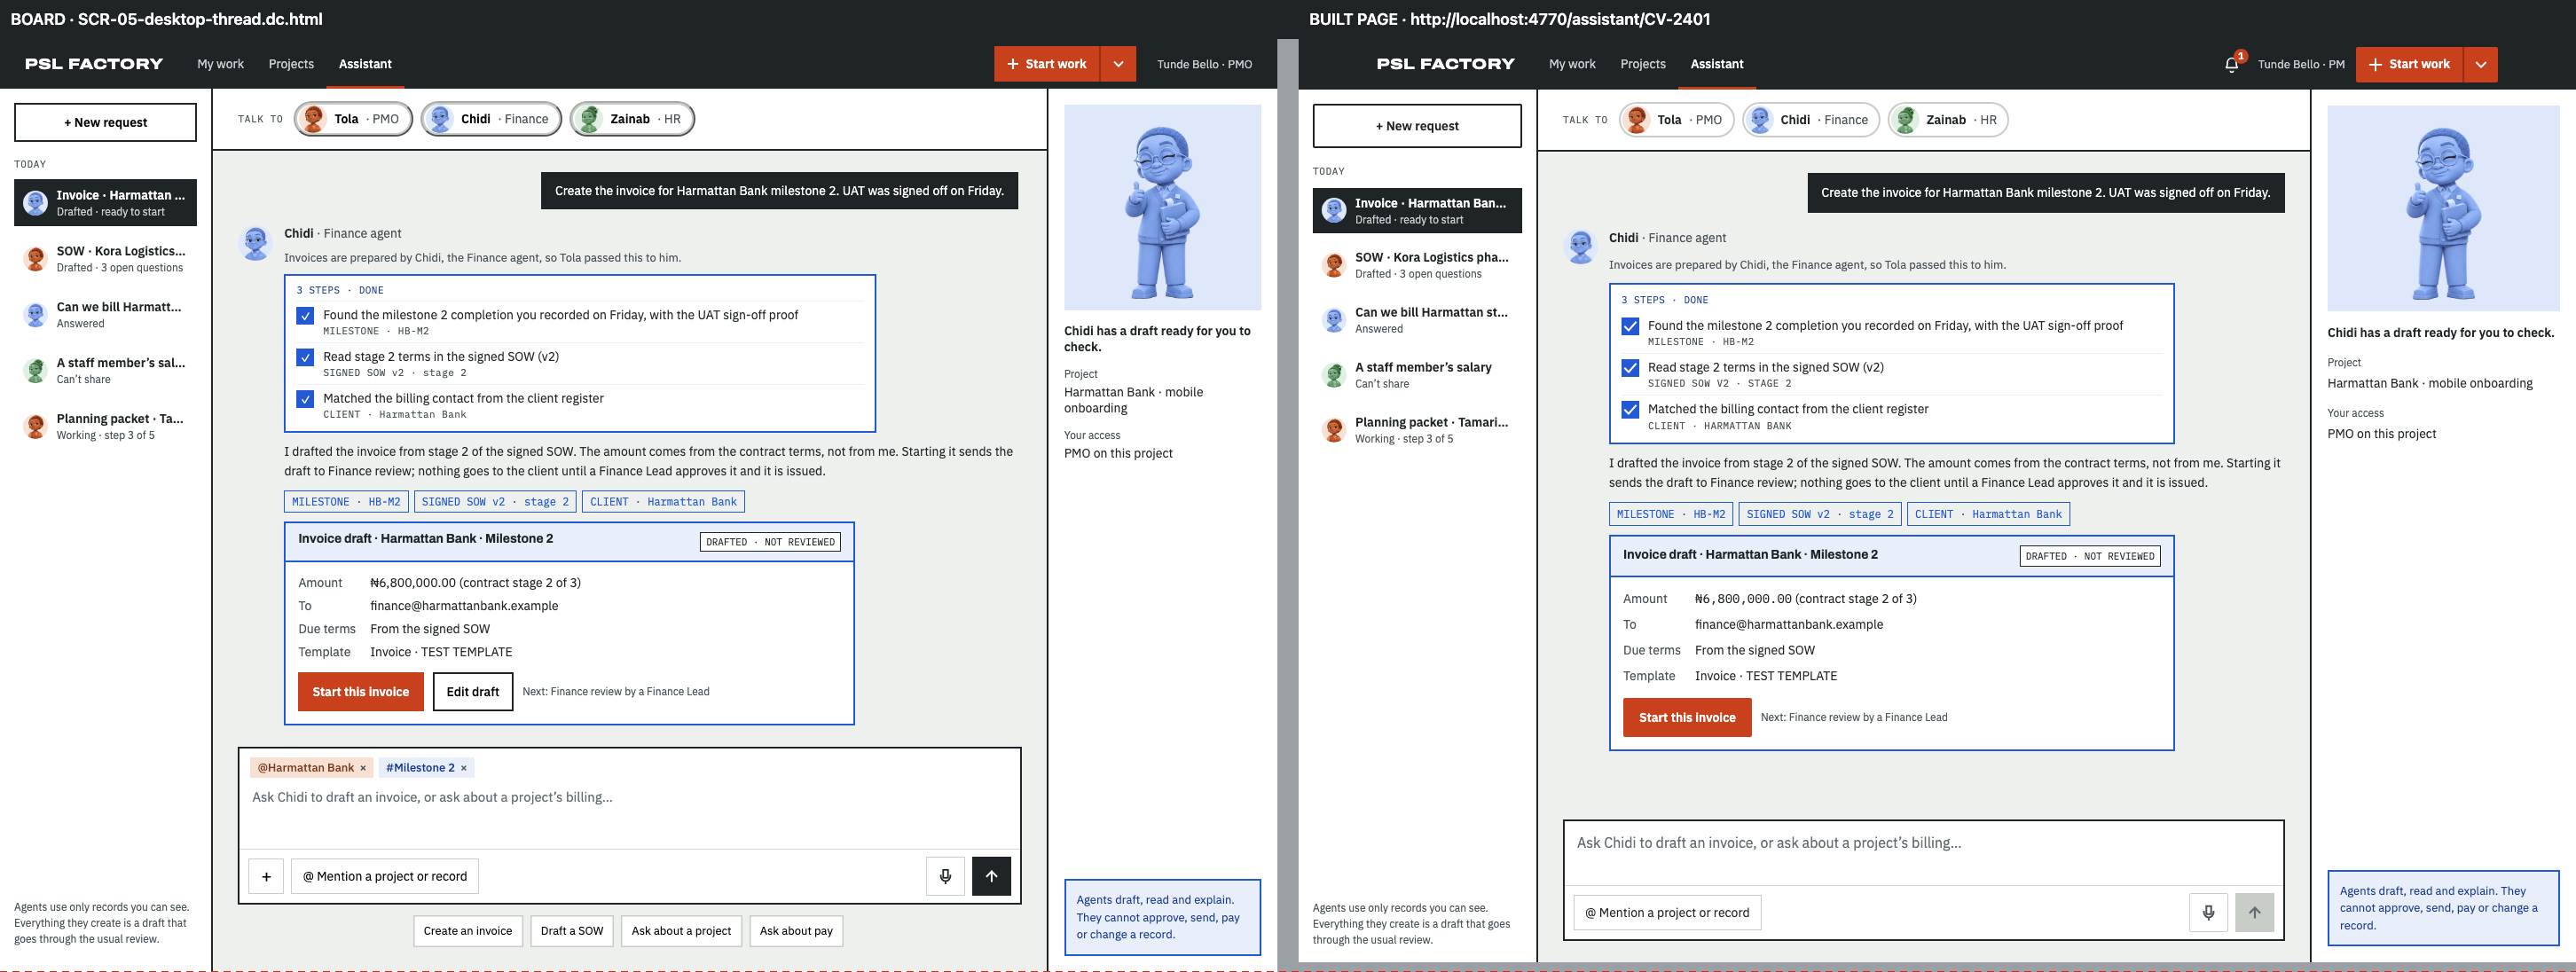 BOARD · SCR-05-desktop-thread.dc.html
PSL FACTORY
My work
Projects
Assistant
+ Start work
Tunde Bello · PMO
+ New request
TODAY
Invoice · Harmattan ...
Drafted · ready to start
SOW · Kora Logistics...
Drafted · 3 open questions
Can we bill Harmatt...
Answered
A staff member’s sal...
Can’t share
Planning packet · Ta...
Working · step 3 of 5
Agents use only records you can see.
Everything they create is a draft that
goes through the usual review.
TALK TO
Tola · PMO
Chidi · Finance
Zainab · HR
Create the invoice for Harmattan Bank milestone 2. UAT was signed off on Friday.
Chidi · Finance agent
Invoices are prepared by Chidi, the Finance agent, so Tola passed this to him.
3 STEPS · DONE
Found the milestone 2 completion you recorded on Friday, with the UAT sign-off proof
MILESTONE · HB-M2
Read stage 2 terms in the signed SOW (v2)
SIGNED SOW v2 · stage 2
Matched the billing contact from the client register
CLIENT · Harmattan Bank
I drafted the invoice from stage 2 of the signed SOW. The amount comes from the contract terms, not from me. Starting it sends the
draft to Finance review; nothing goes to the client until a Finance Lead approves it and it is issued.
MILESTONE · HB-M2
SIGNED SOW v2 · stage 2
CLIENT · Harmattan Bank
Invoice draft · Harmattan Bank · Milestone 2
DRAFTED · NOT REVIEWED
Amount ₦6,800,000.00 (contract stage 2 of 3)
To finance@harmattanbank.example
Due terms From the signed SOW
Template Invoice · TEST TEMPLATE
Start this invoice
Edit draft
Next: Finance review by a Finance Lead
@Harmattan Bank ×
#Milestone 2 ×
Ask Chidi to draft an invoice, or ask about a project’s billing...
+
@ Mention a project or record
Create an invoice
Draft a SOW
Ask about a project
Ask about pay
Chidi has a draft ready for you to
check.
Project
Harmattan Bank · mobile
onboarding
Your access
PMO on this project
Agents draft, read and explain.
They cannot approve, send, pay
or change a record.
BUILT PAGE · http://localhost:4770/assistant/CV-2401
PSL FACTORY
My work
Projects
Assistant
1
Tunde Bello · PM
+ Start work
+ New request
TODAY
Invoice · Harmattan Ban...
Drafted · ready to start
SOW · Kora Logistics pha...
Drafted · 3 open questions
Can we bill Harmattan st...
Answered
A staff member’s salary
Can’t share
Planning packet · Tamari...
Working · step 3 of 5
Agents use only records you can see.
Everything they create is a draft that goes
through the usual review.
TALK TO
Tola · PMO
Chidi · Finance
Zainab · HR
Create the invoice for Harmattan Bank milestone 2. UAT was signed off on Friday.
Chidi · Finance agent
Invoices are prepared by Chidi, the Finance agent, so Tola passed this to him.
3 STEPS · DONE
Found the milestone 2 completion you recorded on Friday, with the UAT sign-off proof
MILESTONE · HB-M2
Read stage 2 terms in the signed SOW (v2)
SIGNED SOW V2 · STAGE 2
Matched the billing contact from the client register
CLIENT · HARMATTAN BANK
I drafted the invoice from stage 2 of the signed SOW. The amount comes from the contract terms, not from me. Starting it
sends the draft to Finance review; nothing goes to the client until a Finance Lead approves it and it is issued.
MILESTONE · HB-M2
SIGNED SOW v2 · stage 2
CLIENT · Harmattan Bank
Invoice draft · Harmattan Bank · Milestone 2
DRAFTED · NOT REVIEWED
Amount ₦6,800,000.00 (contract stage 2 of 3)
To finance@harmattanbank.example
Due terms From the signed SOW
Template Invoice · TEST TEMPLATE
Start this invoice
Next: Finance review by a Finance Lead
Ask Chidi to draft an invoice, or ask about a project’s billing...
@ Mention a project or record
Chidi has a draft ready for you to check.
Project
Harmattan Bank · mobile onboarding
Your access
PMO on this project
Agents draft, read and explain. They
cannot approve, send, pay or change a
record.